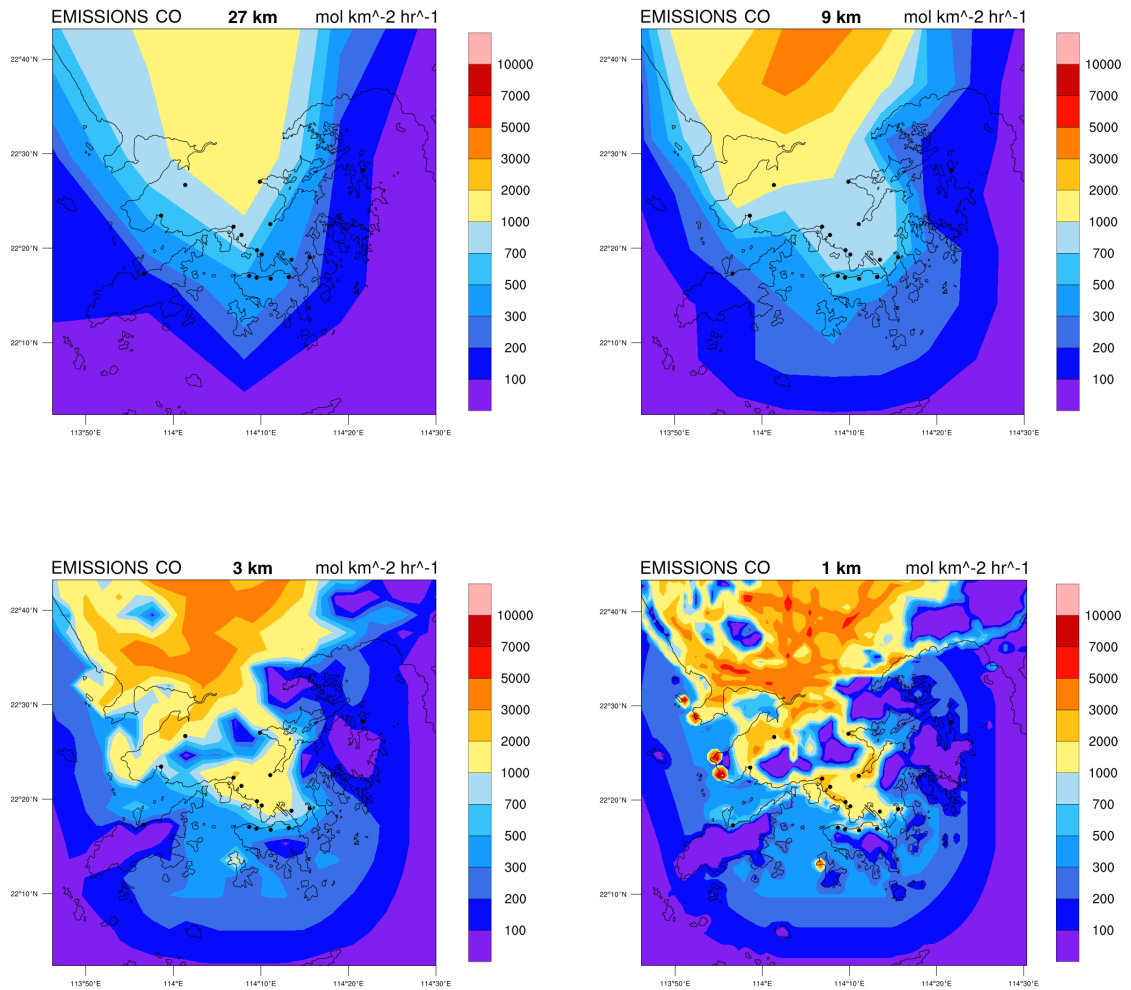 EMISSIONS CO 27 km mol km^-2 hr^-1
22°40'N
22°30'N
22°20'N
22°10'N
113°50'E 114°E 114°10'E 114°20'E 114°30'E
10000
7000
5000
3000
2000
1000
700
500
300
200
100
EMISSIONS CO 9 km mol km^-2 hr^-1
22°40'N
22°30'N
22°20'N
22°10'N
113°50'E 114°E 114°10'E 114°20'E 114°30'E
10000
7000
5000
3000
2000
1000
700
500
300
200
100
EMISSIONS CO 3 km mol km^-2 hr^-1
22°40'N
22°30'N
22°20'N
22°10'N
113°50'E 114°E 114°10'E 114°20'E 114°30'E
10000
7000
5000
3000
2000
1000
700
500
300
200
100
EMISSIONS CO 1 km mol km^-2 hr^-1
22°40'N
22°30'N
22°20'N
22°10'N
113°50'E 114°E 114°10'E 114°20'E 114°30'E
10000
7000
5000
3000
2000
1000
700
500
300
200
100